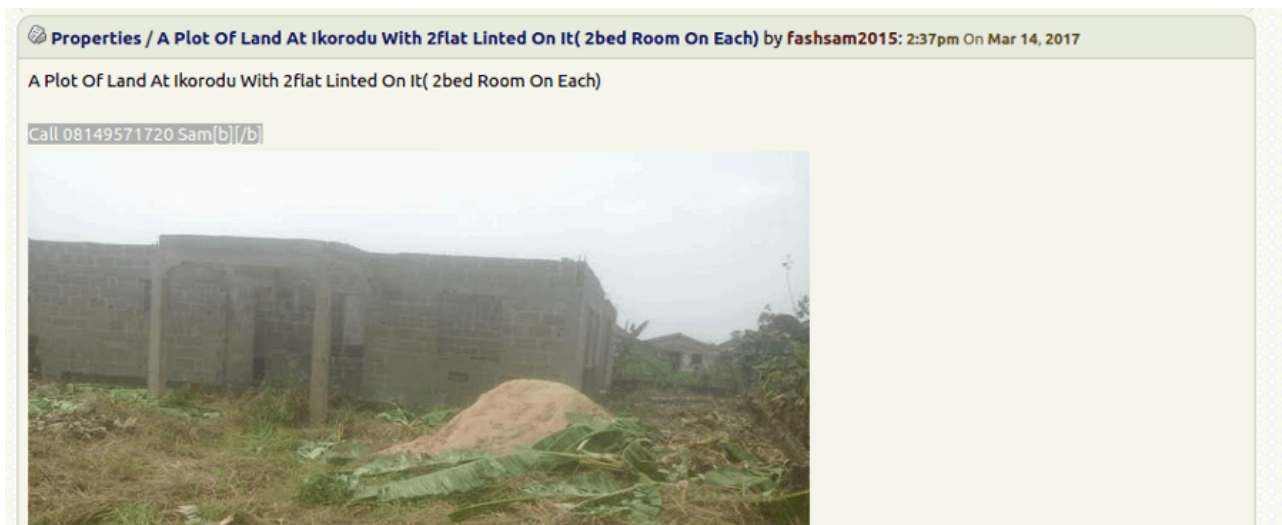 Properties / A Plot Of Land At Ikorodu With 2flat Linted On It( 2bed Room On Each) by fashsam2015: 2:37pm On Mar 14, 2017
A Plot Of Land At Ikorodu With 2flat Linted On It( 2bed Room On Each)
Call 08149571720 Sam[b][/b]